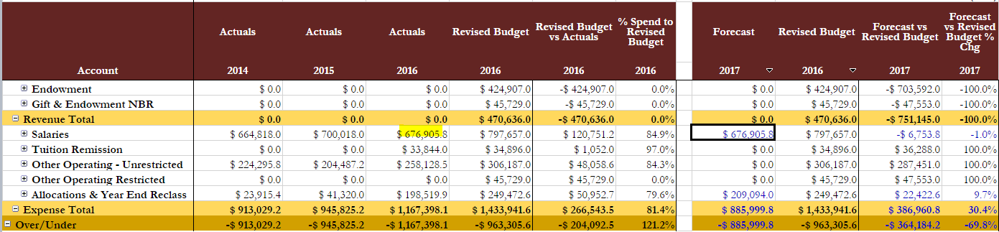 Account Actuals 2014 Actuals 2015 Actuals 2016 Revised Budget 2016 Revised Budget vs Actuals 2016 % Spend to Revised Budget 2016 Forecast 2017 Revised Budget 2016 Forecast vs Revised Budget 2017 Forecast vs Revised Budget % Chg 2017
Endowment $ 0.0 $ 0.0 $ 0.0 $ 424,907.0 -$ 424,907.0 0.0% $ 0.0 $ 424,907.0 -$ 703,592.0 -100.0%
Gift & Endowment NBR $ 0.0 $ 0.0 $ 0.0 $ 45,729.0 -$ 45,729.0 0.0% $ 0.0 $ 45,729.0 -$ 47,553.0 -100.0%
Revenue Total $ 0.0 $ 0.0 $ 0.0 $ 470,636.0 -$ 470,636.0 0.0% $ 0.0 $ 470,636.0 -$ 751,145.0 -100.0%
Salaries $ 664,818.0 $ 700,018.0 $ 676,905.8 $ 797,657.0 $ 120,751.2 84.9% $ 676,905.8 $ 797,657.0 -$ 6,753.8 -1.0%
Tuition Remission $ 0.0 $ 0.0 $ 33,844.0 $ 34,896.0 $ 1,052.0 97.0% $ 0.0 $ 34,896.0 $ 36,288.0 100.0%
Other Operating - Unrestricted $ 224,295.8 $ 204,487.2 $ 258,128.5 $ 306,187.0 $ 48,058.6 84.3% $ 0.0 $ 306,187.0 $ 287,451.0 100.0%
Other Operating Restricted $ 0.0 $ 0.0 $ 0.0 $ 45,729.0 $ 45,729.0 0.0% $ 0.0 $ 45,729.0 $ 47,553.0 100.0%
Allocations & Year End Reclass $ 23,915.4 $ 41,320.0 $ 198,519.9 $ 249,472.6 $ 50,952.7 79.6% $ 209,094.0 $ 249,472.6 $ 22,422.6 9.7%
Expense Total $ 913,029.2 $ 945,825.2 $ 1,167,398.1 $ 1,433,941.6 $ 266,543.5 81.4% $ 885,999.8 $ 1,433,941.6 $ 386,960.8 30.4%
Over/Under -$ 913,029.2 -$ 945,825.2 -$ 1,167,398.1 -$ 963,305.6 -$ 204,092.5 121.2% -$ 885,999.8 -$ 963,305.6 -$ 364,184.2 -69.8%